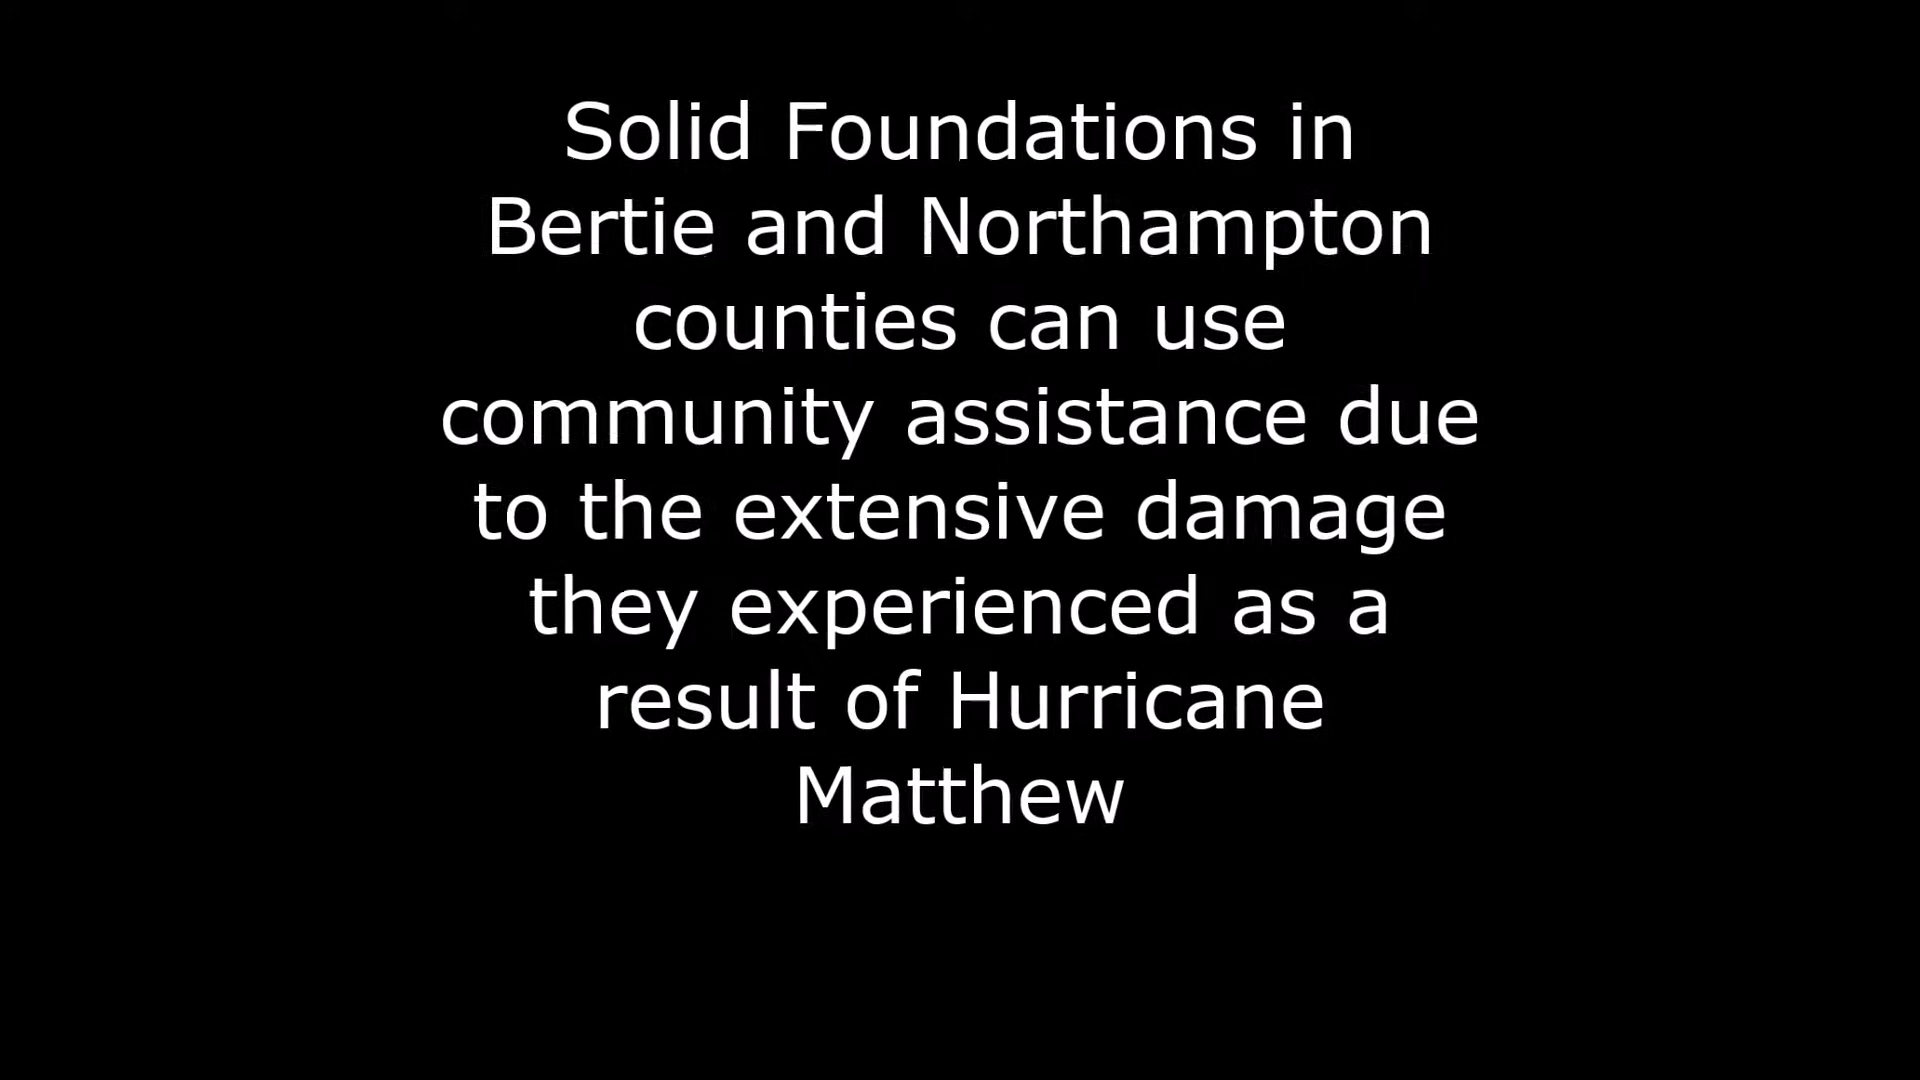 Solid Foundations in
Bertie and Northampton
counties can use
community assistance due
to the extensive damage
they experienced as a
result of Hurricane
Matthew